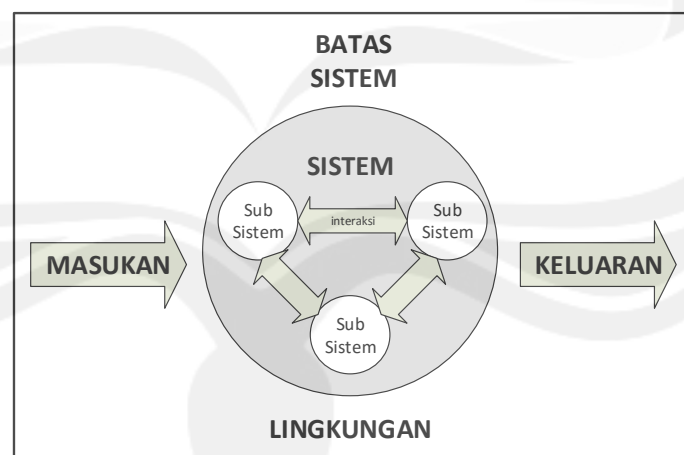 BATAS
SISTEM
SISTEM
Sub
Sistem
interaksi
Sub
Sistem
MASUKAN
KELUARAN
Sub
Sistem
LINGKUNGAN